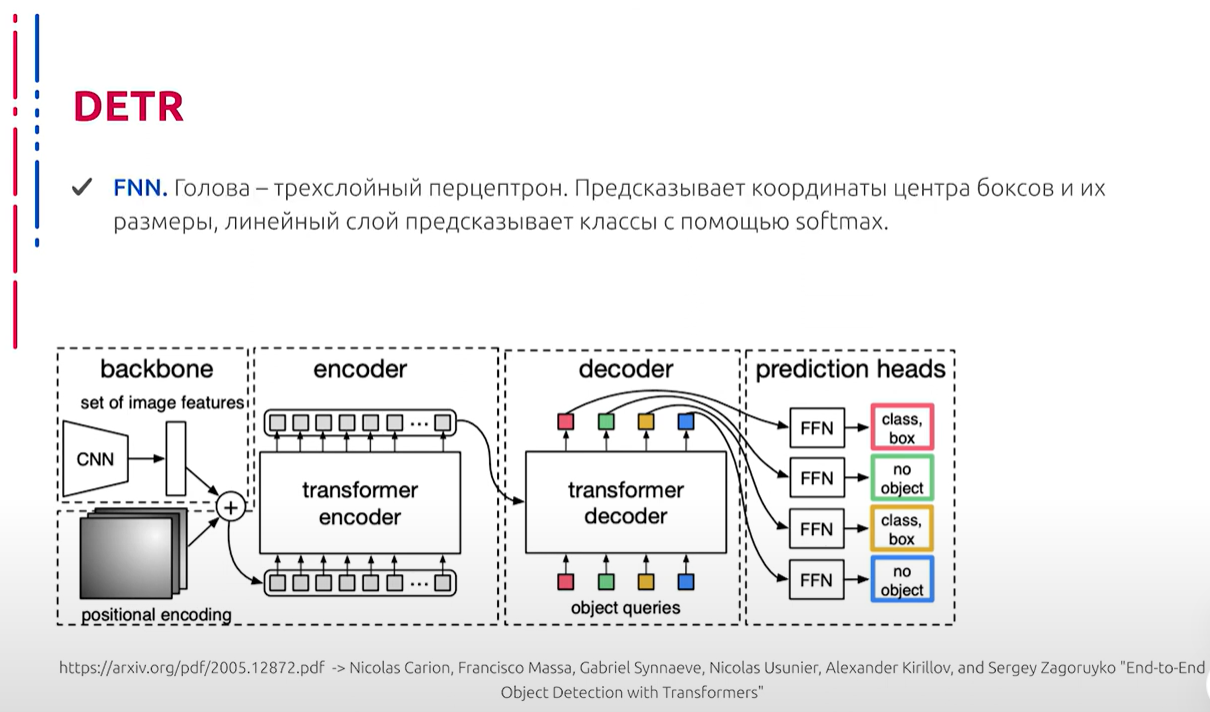 DETR
✓ FNN. Голова – трехслойный перцептрон. Предсказывает координаты центра боксов и их
размеры, линейный слой предсказывает классы с помощью softmax.
backbone
set of image features
CNN
+
positional encoding
encoder
...
transformer
encoder
...
decoder
transformer
decoder
object queries
prediction heads
FFN
class,
box
FFN
no
object
FFN
class,
box
FFN
no
object
https://arxiv.org/pdf/2005.12872.pdf -> Nicolas Carion, Francisco Massa, Gabriel Synnaeve, Nicolas Usunier, Alexander Kirillov, and Sergey Zagoruyko "End-to-End
Object Detection with Transformers"